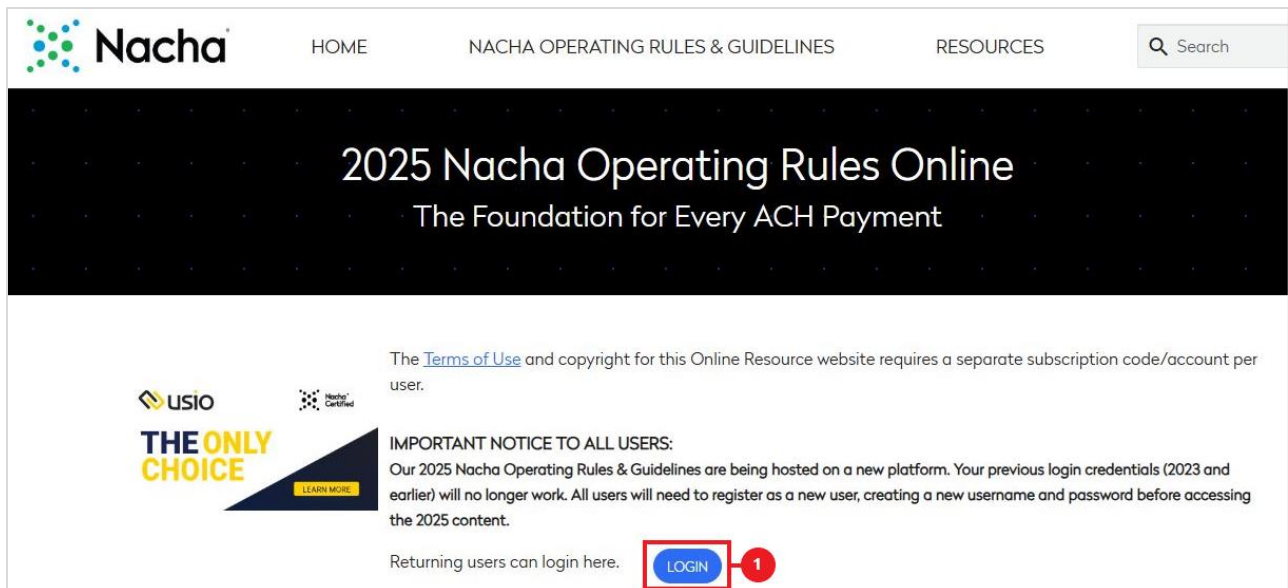 Nacha
HOME
NACHA OPERATING RULES & GUIDELINES
RESOURCES
Search
2025 Nacha Operating Rules Online
The Foundation for Every ACH Payment
The Terms of Use and copyright for this Online Resource website requires a separate subscription code/account per
user.
usio
Nacha
Certified
THE ONLY
CHOICE
LEARN MORE
IMPORTANT NOTICE TO ALL USERS:
Our 2025 Nacha Operating Rules & Guidelines are being hosted on a new platform. Your previous login credentials (2023 and
earlier) will no longer work. All users will need to register as a new user, creating a new username and password before accessing
the 2025 content.
Returning users can login here.
LOGIN
1